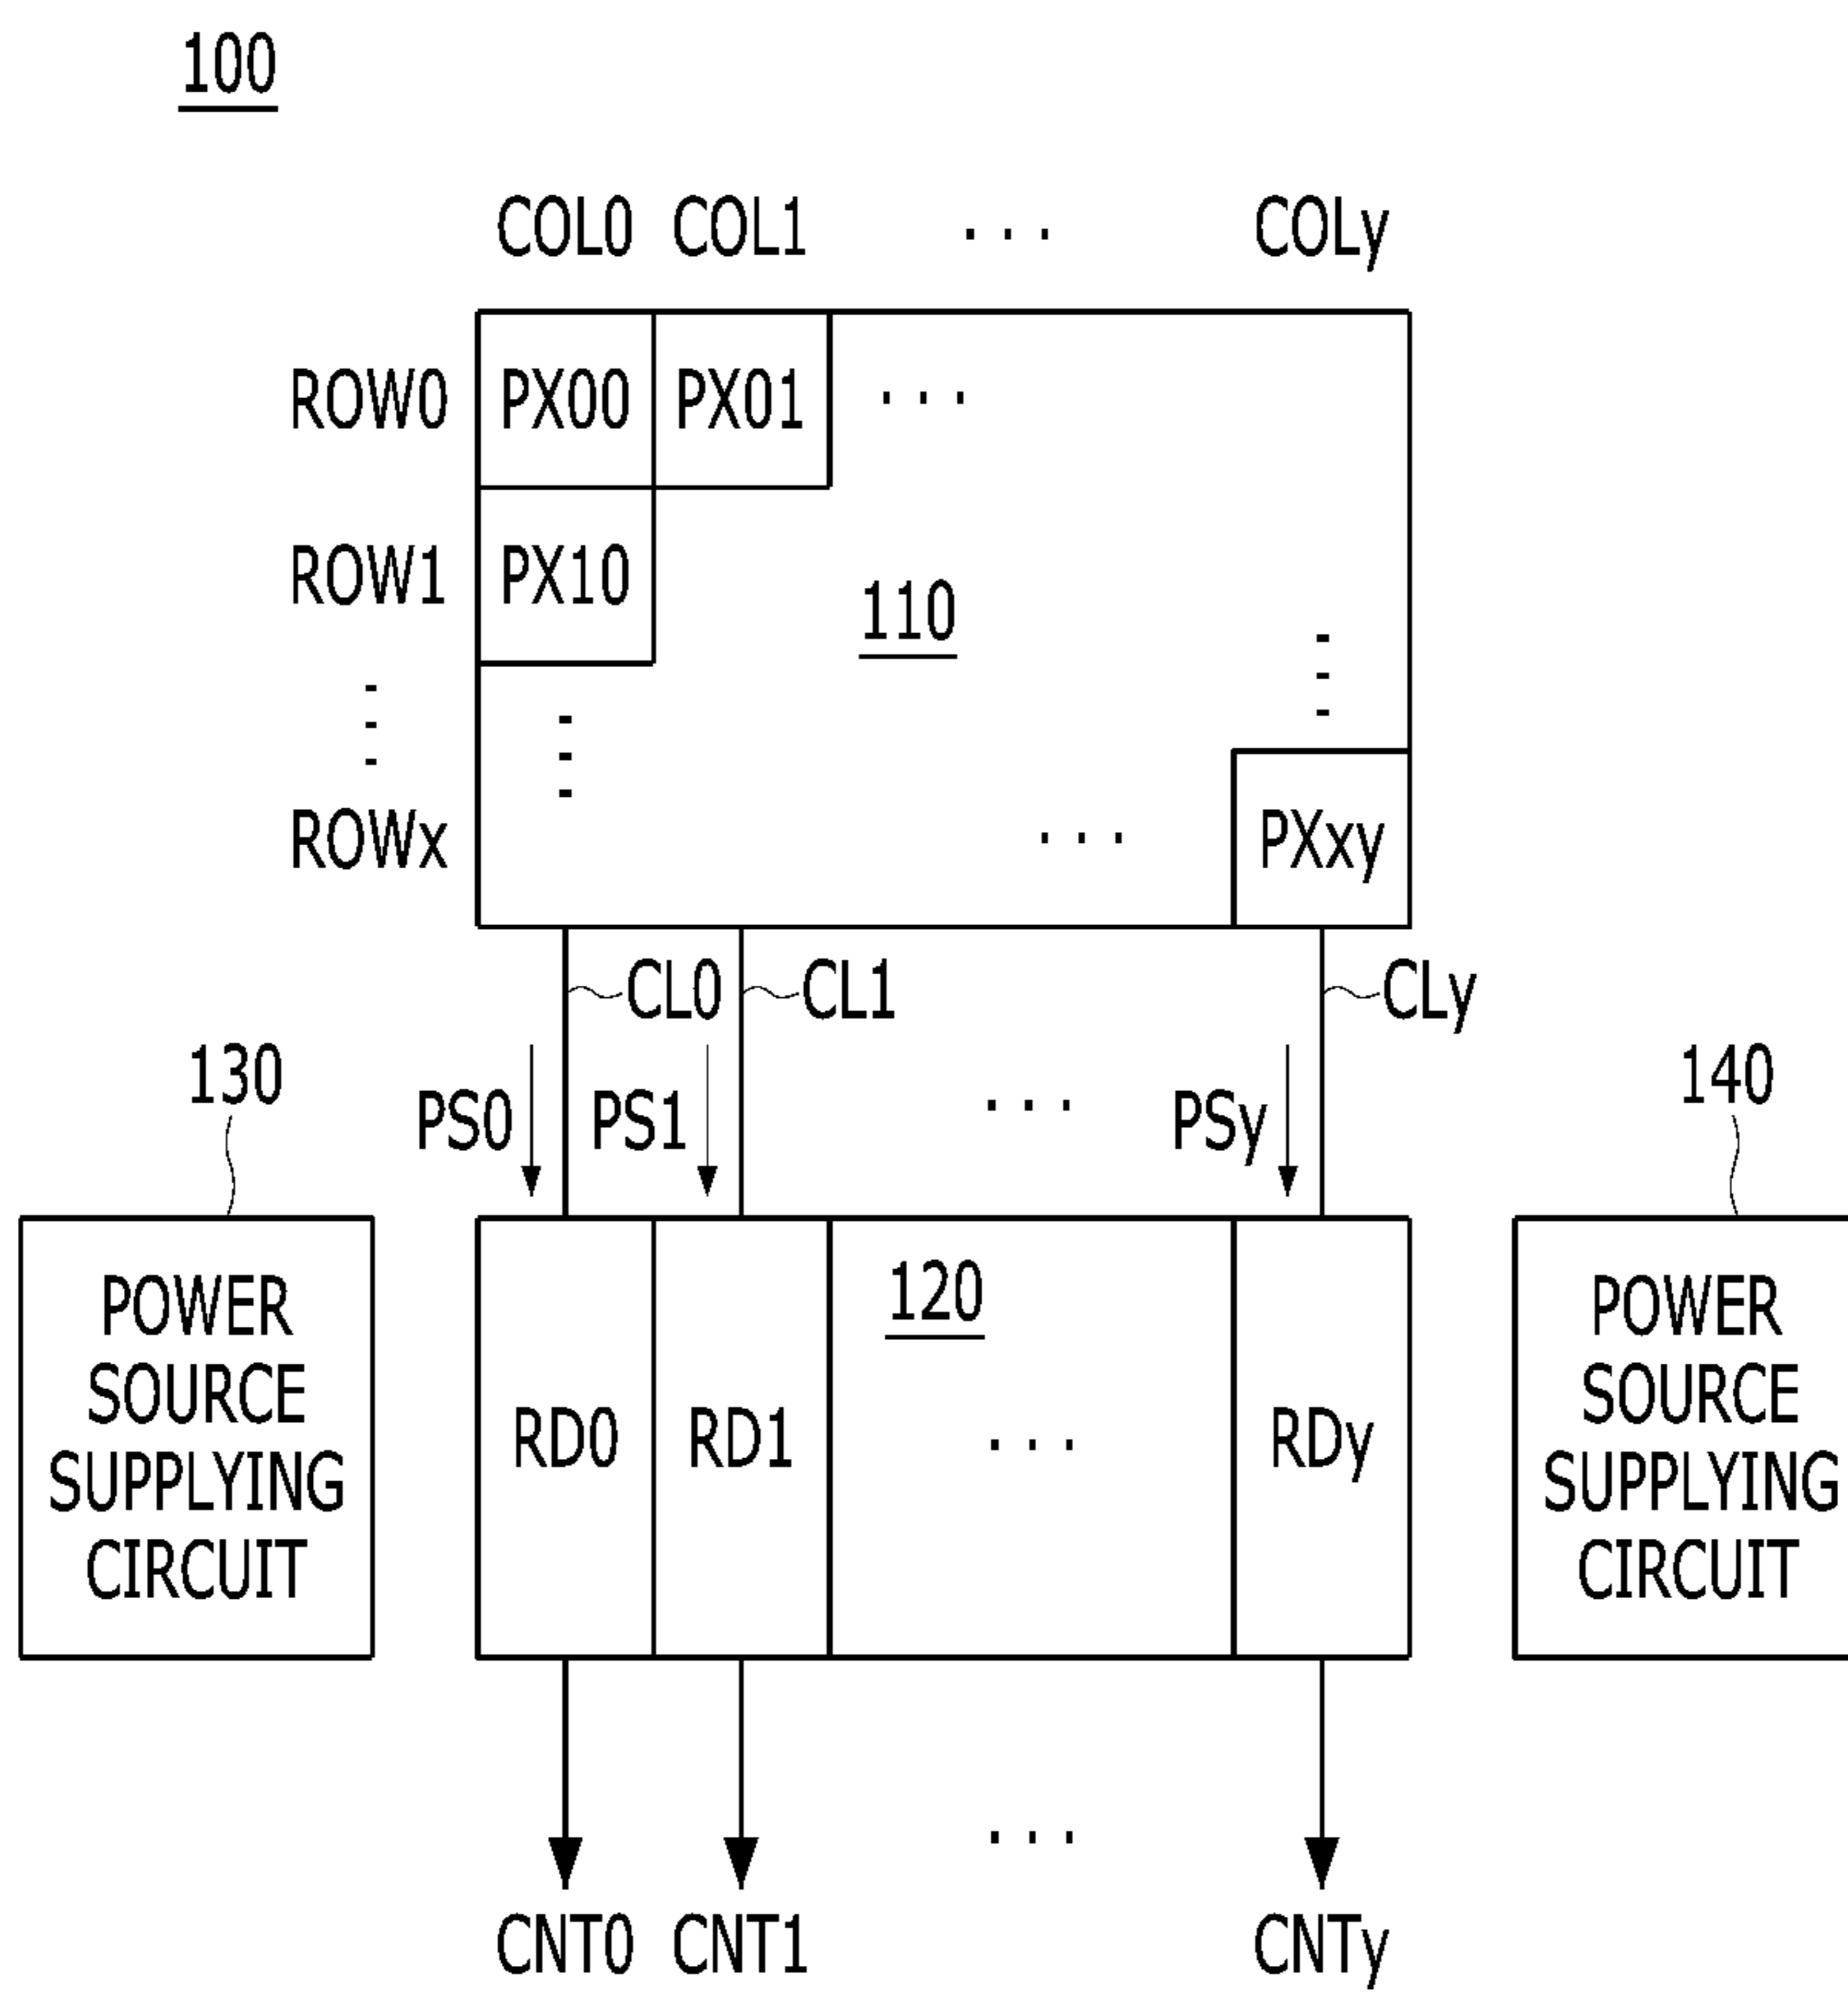 100
COL0 COL1 ... COLy
ROW0 PX00 PX01 ...
ROW1 PX10
110
ROWx ... PXxy
CL0 CL1 CLy
130 PS0 PS1 ... PSy 140
POWER
SOURCE
SUPPLYING
CIRCUIT
120
RD0 RD1 ... RDy
POWER
SOURCE
SUPPLYING
CIRCUIT
...
CNT0 CNT1 CNTy